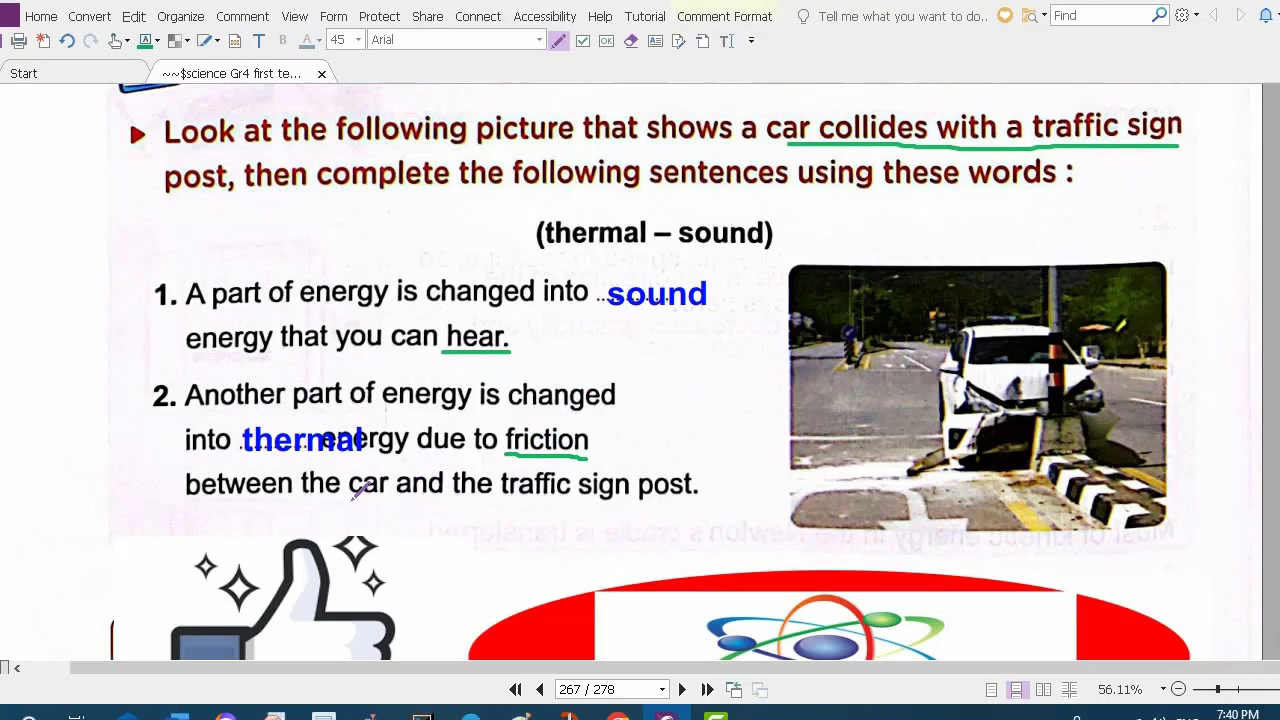 Home Convert Edit Organize Comment View Form Protect Share Connect Accessibility Help Tutorial Comment Format Tell me what you want to do.. Find
45 Arial
Start ~~$science Gr4 first te...
Look at the following picture that shows a car collides with a traffic sign
post, then complete the following sentences using these words :
(thermal – sound)
1. A part of energy is changed into sound
energy that you can hear.
2. Another part of energy is changed
into thermal energy due to friction
between the car and the traffic sign post.
267 / 278 56.11%
7:40 PM